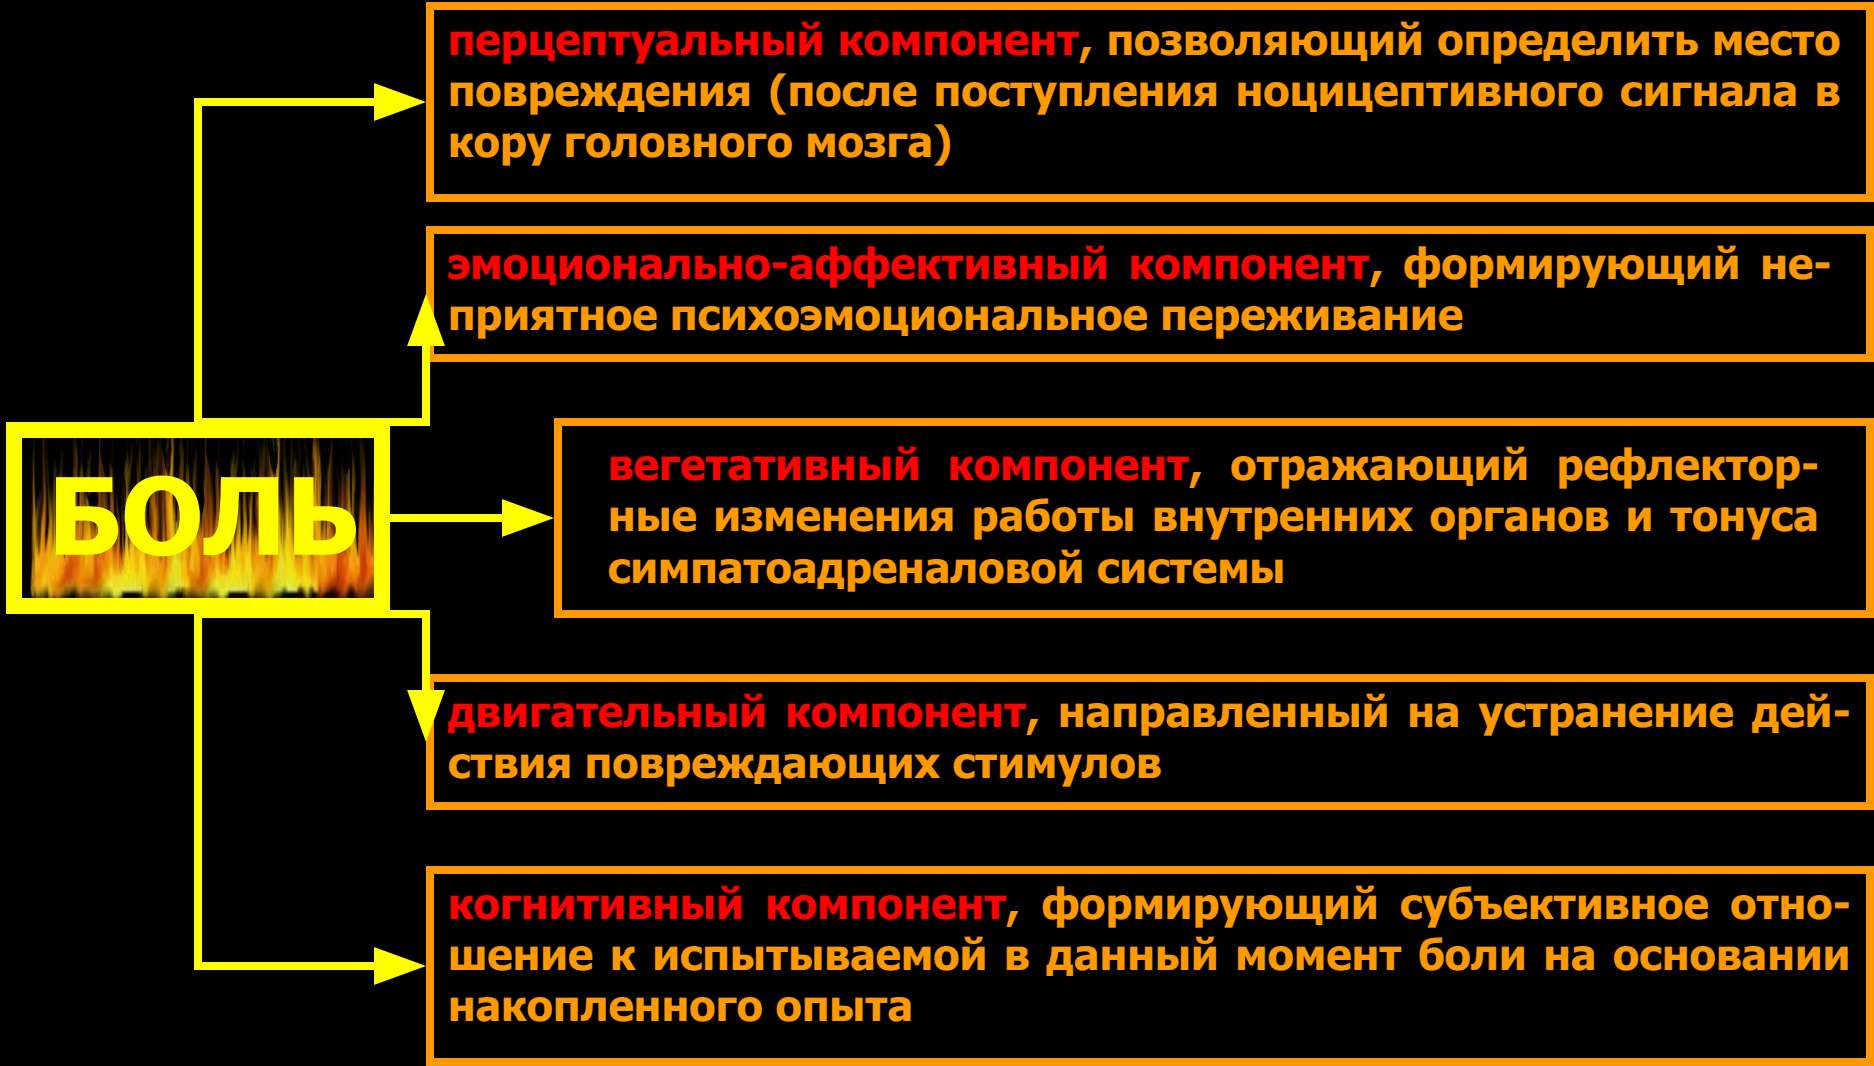 перцептуальный компонент, позволяющий определить место
повреждения (после поступления ноцицептивного сигнала в
кору головного мозга)
эмоционально-аффективный компонент, формирующий не-
приятное психоэмоциональное переживание
БОЛЬ
вегетативный компонент, отражающий рефлектор-
ные изменения работы внутренних органов и тонуса
симпатоадреналовой системы
двигательный компонент, направленный на устранение дей-
ствия повреждающих стимулов
когнитивный компонент, формирующий субъективное отно-
шение к испытываемой в данный момент боли на основании
накопленного опыта